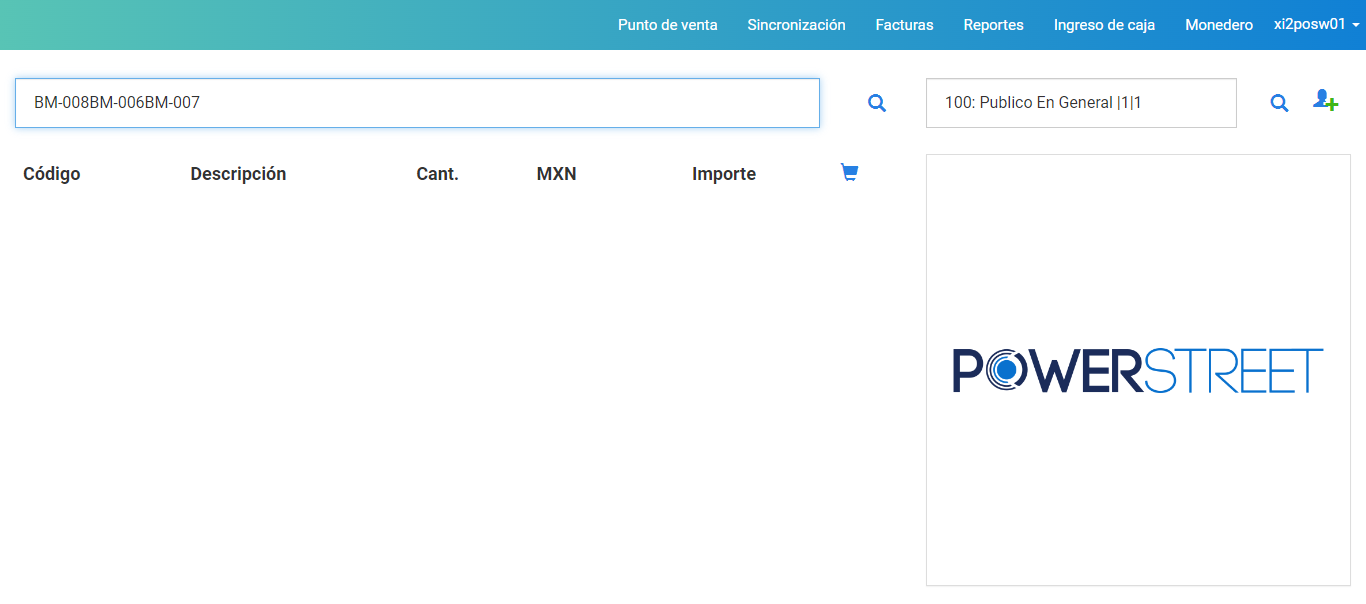 Punto de venta Sincronización Facturas Reportes Ingreso de caja Monedero xi2posw01
BM-008BM-006BM-007 100: Publico En General |1|1
Código Descripción Cant. MXN Importe
POWERSTREET